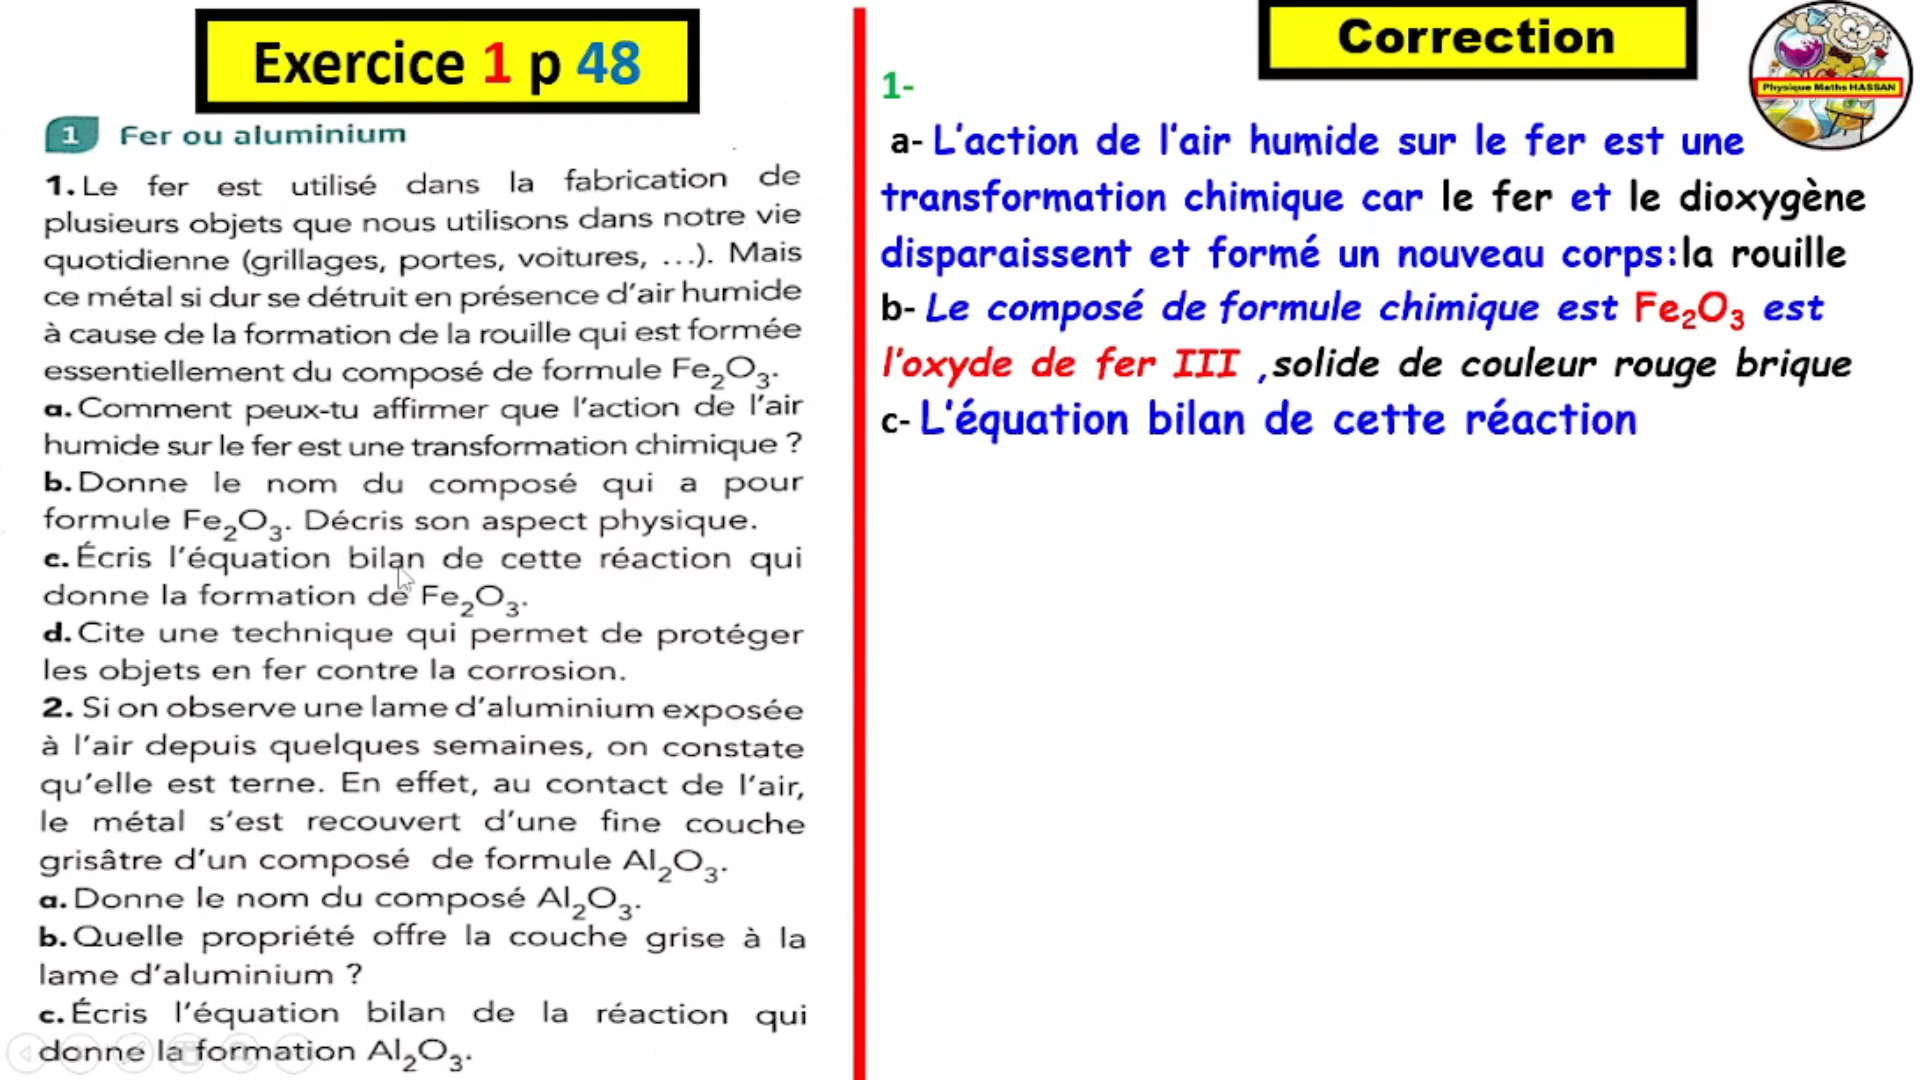 Exercice 1 p 48
1 Fer ou aluminium
1. Le fer est utilisé dans la fabrication de
plusieurs objets que nous utilisons dans notre vie
quotidienne (grillages, portes, voitures, ...). Mais
ce métal si dur se détruit en présence d'air humide
à cause de la formation de la rouille qui est formée
essentiellement du composé de formule Fe₂O₃.
a. Comment peux-tu affirmer que l'action de l'air
humide sur le fer est une transformation chimique ?
b. Donne le nom du composé qui a pour
formule Fe₂O₃. Décris son aspect physique.
c. Écris l'équation bilan de cette réaction qui
donne la formation de Fe₂O₃.
d. Cite une technique qui permet de protéger
les objets en fer contre la corrosion.
2. Si on observe une lame d'aluminium exposée
à l'air depuis quelques semaines, on constate
qu'elle est terne. En effet, au contact de l'air,
le métal s'est recouvert d'une fine couche
grisâtre d'un composé de formule Al₂O₃.
a. Donne le nom du composé Al₂O₃.
b. Quelle propriété offre la couche grise à la
lame d'aluminium ?
c. Écris l'équation bilan de la réaction qui
donne la formation Al₂O₃.
Correction
Physique Maths HASSAN
1-
a- L'action de l'air humide sur le fer est une
transformation chimique car le fer et le dioxygène
disparaissent et formé un nouveau corps:la rouille
b- Le composé de formule chimique est Fe₂O₃ est
l'oxyde de fer III ,solide de couleur rouge brique
c- L'équation bilan de cette réaction